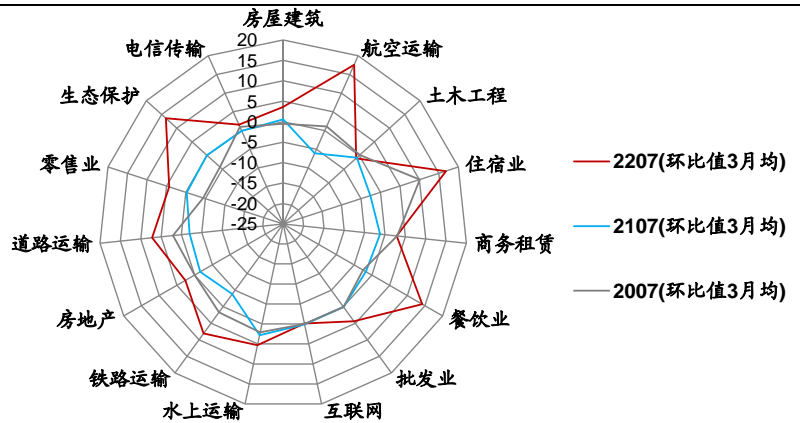 房屋建筑
航空运输
土木工程
住宿业
商务租赁
餐饮业
批发业
互联网
水上运输
铁路运输
房地产
道路运输
零售业
生态保护
电信传输
20
15
10
5
0
-5
-10
-15
-20
-25
2207(环比值3月均)
2107(环比值3月均)
2007(环比值3月均)